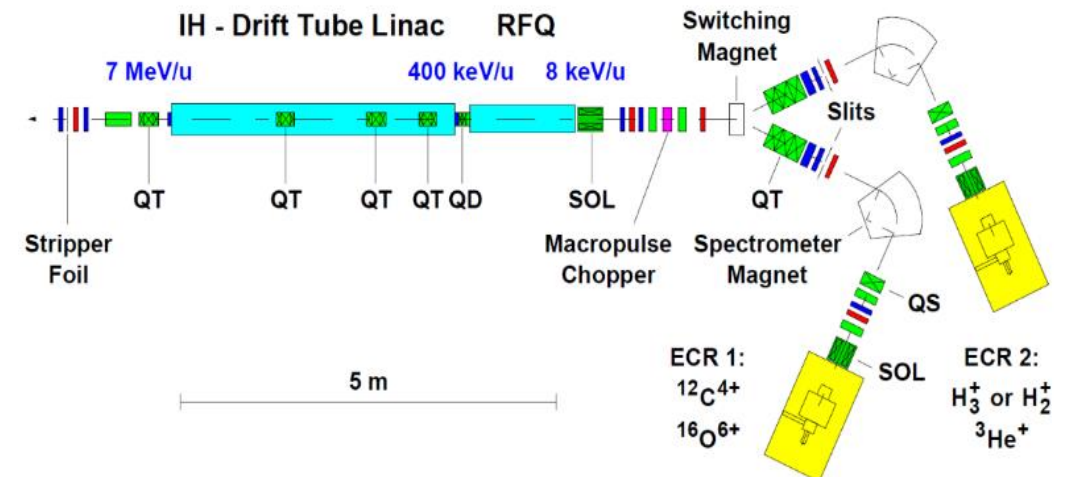 IH - Drift Tube Linac
RFQ
Switching
Magnet
7 MeV/u
400 keV/u
8 keV/u
Slits
QT
QT
QT
QT
QD
SOL
QT
Stripper
Foil
Macropulse
Chopper
Spectrometer
Magnet
QS
SOL
5 m
ECR 1:
¹²C⁴⁺
¹⁶O⁶⁺
ECR 2:
H₃⁺ or H₂⁺
³He⁺